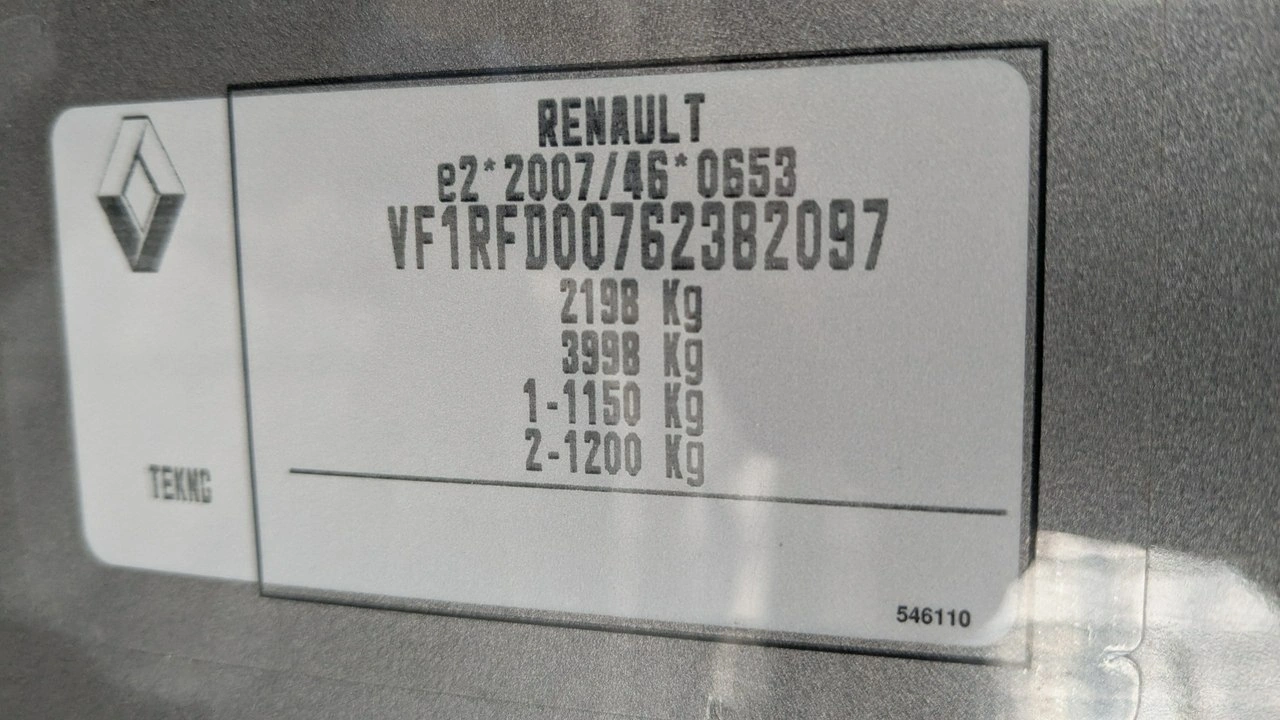 RENAULT
e2*2007/46*0653
VF1RFD00762382097
2198 Kg
3998 Kg
1-1150 Kg
2-1200 Kg
TEKNG
546110